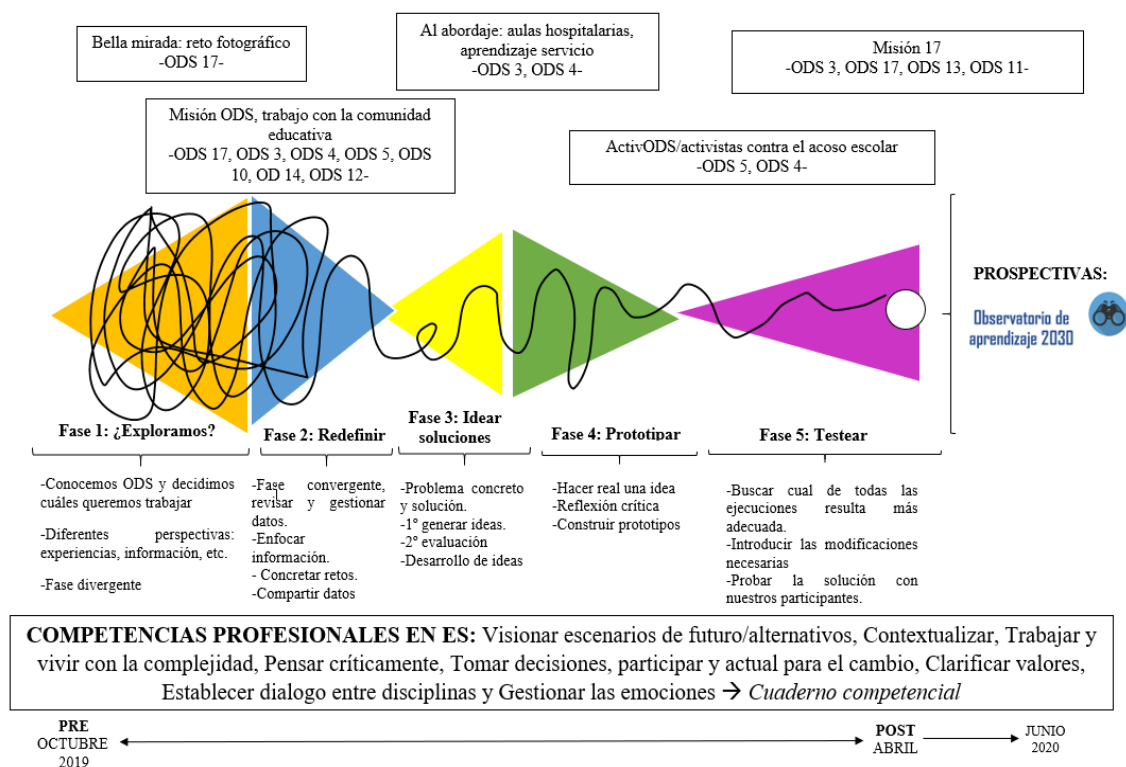 Bella mirada: reto fotográfico
-ODS 17-
Al abordaje: aulas hospitalarias,
aprendizaje servicio
-ODS 3, ODS 4-
Misión 17
-ODS 3, ODS 17, ODS 13, ODS 11-
Misión ODS, trabajo con la comunidad
educativa
-ODS 17, ODS 3, ODS 4, ODS 5, ODS
10, OD 14, ODS 12-
ActivODS/activistas contra el acoso escolar
-ODS 5, ODS 4-
PROSPECTIVAS:
Observatorio de
aprendizaje 2030
Fase 1: ¿Exploramos?
-Conocemos ODS y decidimos
cuáles queremos trabajar
-Diferentes perspectivas:
experiencias, información, etc.
-Fase divergente
Fase 2: Redefinir
-Fase convergente,
revisar y gestionar
datos.
-Enfocar
información.
- Concretar retos.
-Compartir datos
Fase 3: Idear
soluciones
-Problema concreto
y solución.
-1º generar ideas.
-2º evaluación
-Desarrollo de ideas
Fase 4: Prototipar
-Hacer real una idea
-Reflexión crítica
-Construir prototipos
Fase 5: Testear
-Buscar cual de todas las
ejecuciones resulta más
adecuada.
-Introducir las modificaciones
necesarias
-Probar la solución con
nuestros participantes.
COMPETENCIAS PROFESIONALES EN ES: Visionar escenarios de futuro/alternativos, Contextualizar, Trabajar y
vivir con la complejidad, Pensar críticamente, Tomar decisiones, participar y actual para el cambio, Clarificar valores,
Establecer dialogo entre disciplinas y Gestionar las emociones → Cuaderno competencial
PRE
OCTUBRE
2019
POST
ABRIL
JUNIO
2020